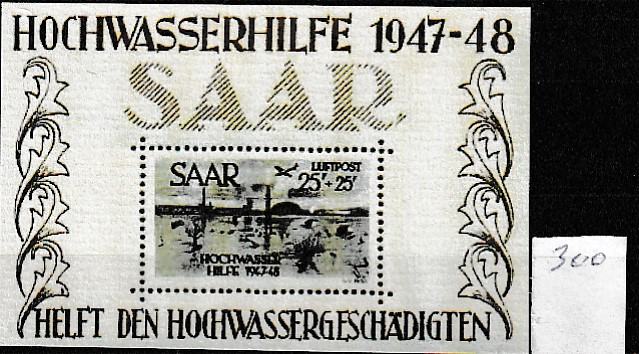 HOCHWASSERHILFE 1947-48
SAAR
SAAR
LUFTPOST
25F+25F
HOCHWASSER
HILFE 1947-48
HELFT DEN HOCHWASSERGESCHÄDIGTEN
300